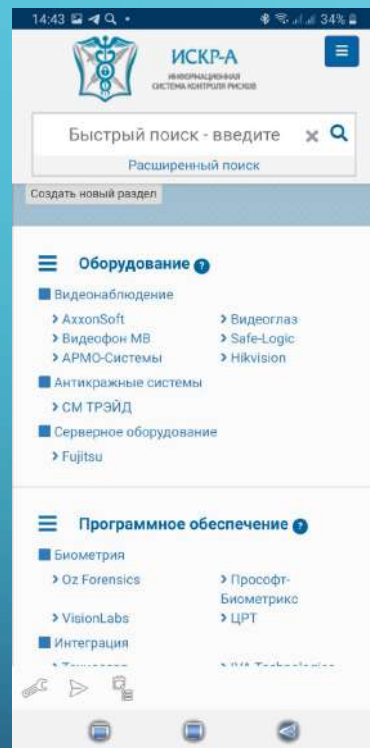 14:43
34%
ИСКР-А
ИНФОРМАЦИОННАЯ
СИСТЕМА КОНТРОЛЯ РИСКОВ
Быстрый поиск - введите
Расширенный поиск
Создать новый раздел
Оборудование ?
Видеонаблюдение
> AxxonSoft > Видеоглаз
> Видеофон МВ > Safe-Logic
> АРМО-Системы > Hikvision
Антикражные системы
> СМ ТРЭЙД
Серверное оборудование
> Fujitsu
Программное обеспечение ?
Биометрия
> Oz Forensics > Прософт-
Биометрикс
> VisionLabs > ЦРТ
Интеграция